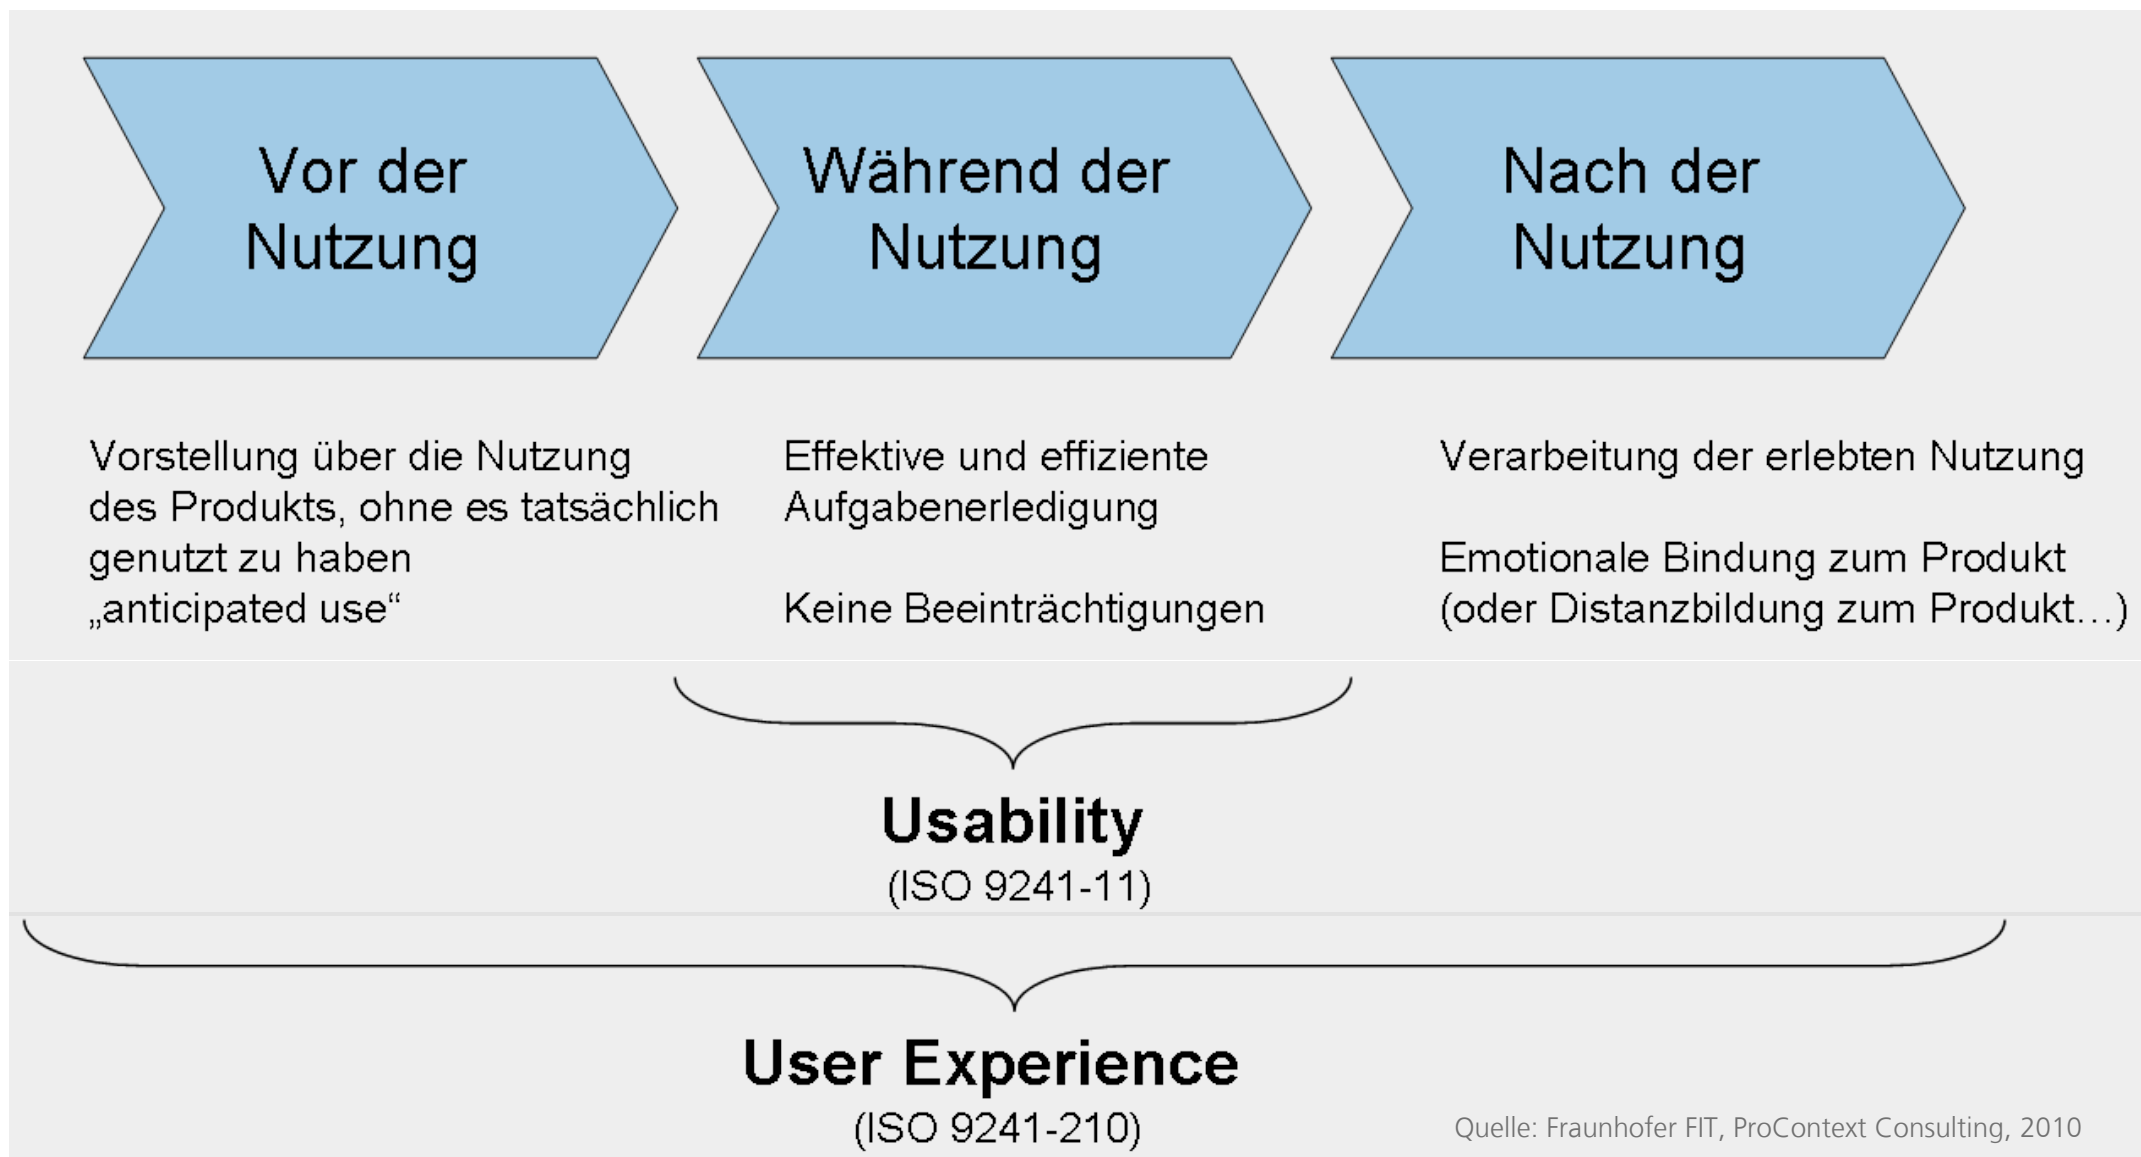 Vor der
Nutzung
Während der
Nutzung
Nach der
Nutzung
Vorstellung über die Nutzung
des Produkts, ohne es tatsächlich
genutzt zu haben
„anticipated use“
Effektive und effiziente
Aufgabenerledigung
Keine Beeinträchtigungen
Verarbeitung der erlebten Nutzung
Emotionale Bindung zum Produkt
(oder Distanzbildung zum Produkt…)
Usability
(ISO 9241-11)
User Experience
(ISO 9241-210)
Quelle: Fraunhofer FIT, ProContext Consulting, 2010